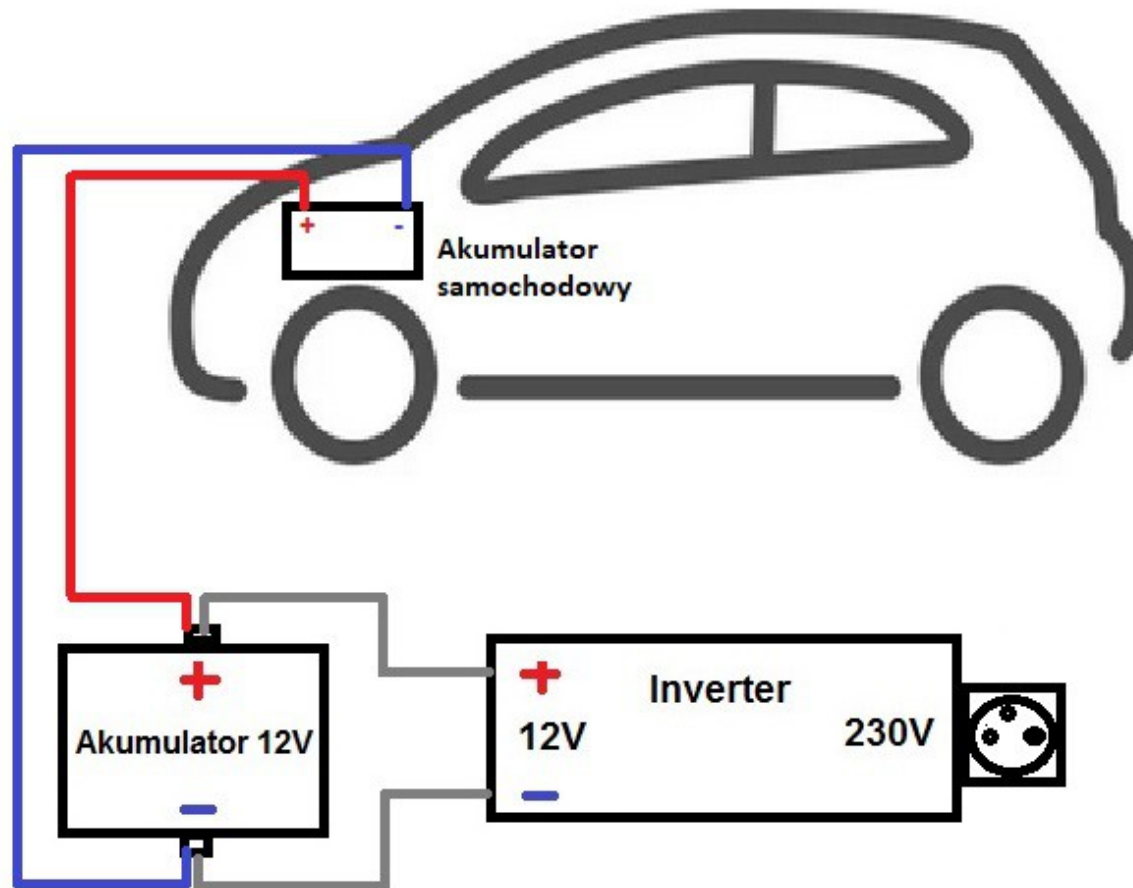 + -
Akumulator
samochodowy
+
Akumulator 12V
-
+
Inverter
12V
230V
-